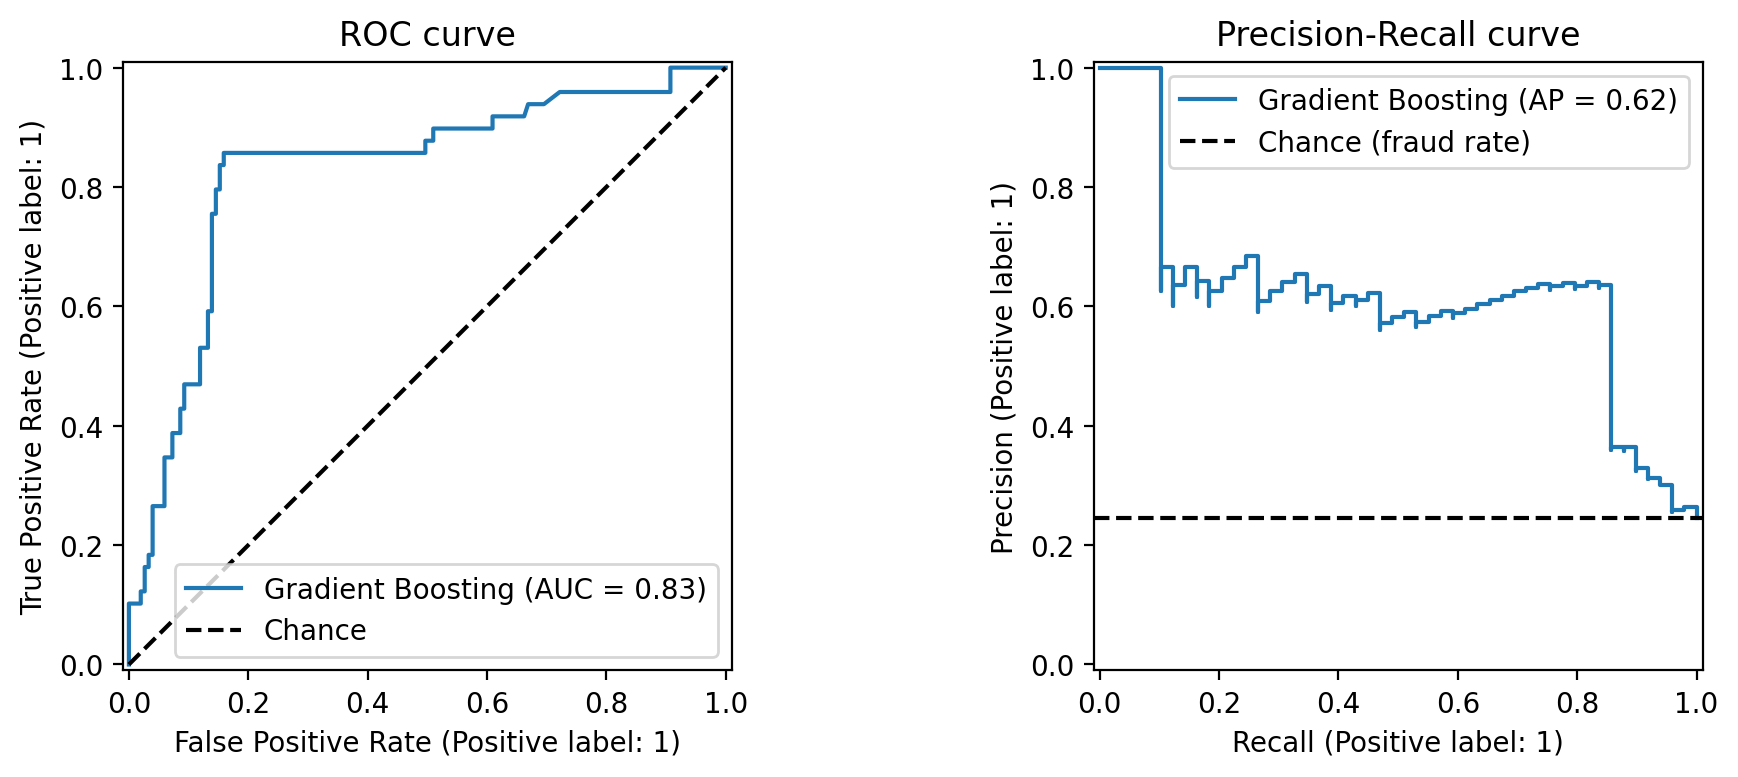 ROC curve
True Positive Rate (Positive label: 1)
1.0
0.8
0.6
0.4
0.2
0.0
Gradient Boosting (AUC = 0.83)
Chance
0.0 0.2 0.4 0.6 0.8 1.0
False Positive Rate (Positive label: 1)
Precision-Recall curve
Precision (Positive label: 1)
1.0
0.8
0.6
0.4
0.2
0.0
Gradient Boosting (AP = 0.62)
Chance (fraud rate)
0.0 0.2 0.4 0.6 0.8 1.0
Recall (Positive label: 1)